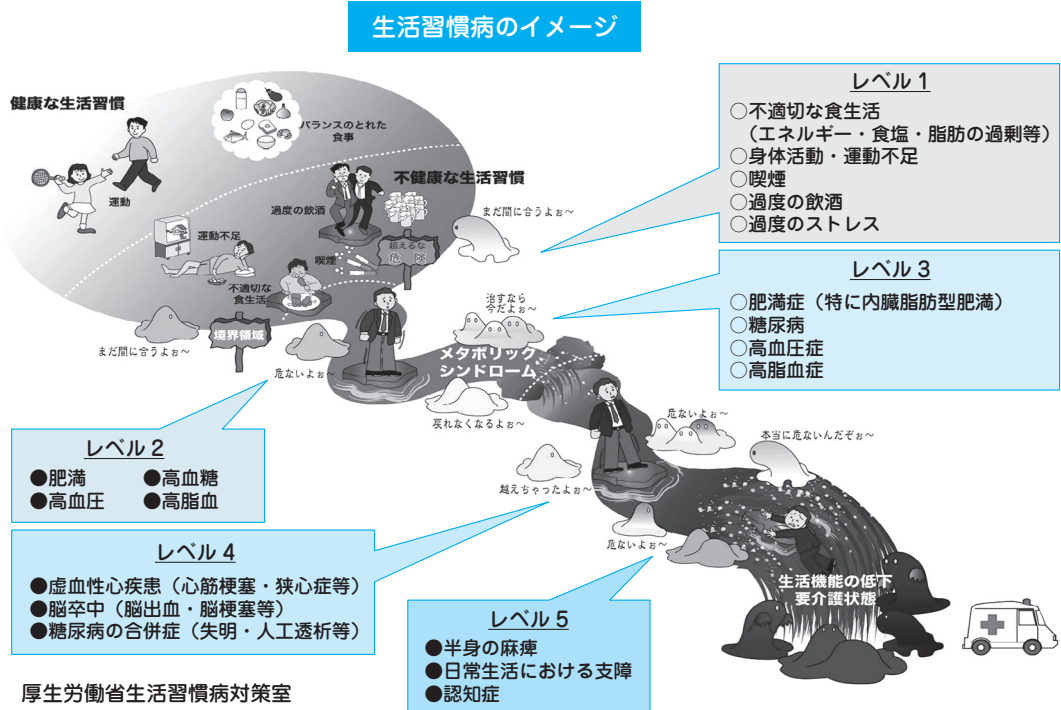 生活習慣病のイメージ
健康な生活習慣
バランスのとれた
食事
運動
不健康な生活習慣
過度の飲酒
運動不足
喫煙
不適切な
食生活
超えるな
危険
境界領域
まだ間に合うよぉ～
まだ間に合うよぉ～
危ないよぉ～
治すなら
今だよぉ～
メタボリック
シンドローム
戻れなくなるよぉ～
危ないよぉ～
本当に危ないんだぞぉ～
越えちゃったよぉ～
危ないよぉ～
生活機能の低下
要介護状態
レベル 1
○不適切な食生活
（エネルギー・食塩・脂肪の過剰等）
○身体活動・運動不足
○喫煙
○過度の飲酒
○過度のストレス
レベル 2
●肥満 ●高血糖
●高血圧 ●高脂血
レベル 3
○肥満症（特に内臓脂肪型肥満）
○糖尿病
○高血圧症
○高脂血症
レベル 4
●虚血性心疾患（心筋梗塞・狭心症等）
●脳卒中（脳出血・脳梗塞等）
●糖尿病の合併症（失明・人工透析等）
レベル 5
●半身の麻痺
●日常生活における支障
●認知症
厚生労働省生活習慣病対策室